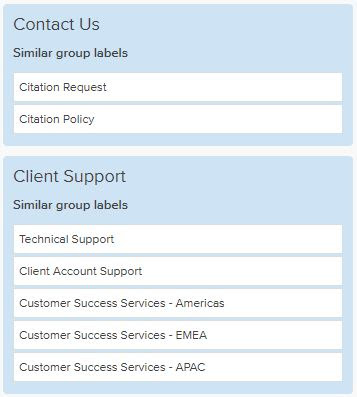 Contact Us
Similar group labels
Citation Request
Citation Policy
Client Support
Similar group labels
Technical Support
Client Account Support
Customer Success Services - Americas
Customer Success Services - EMEA
Customer Success Services - APAC